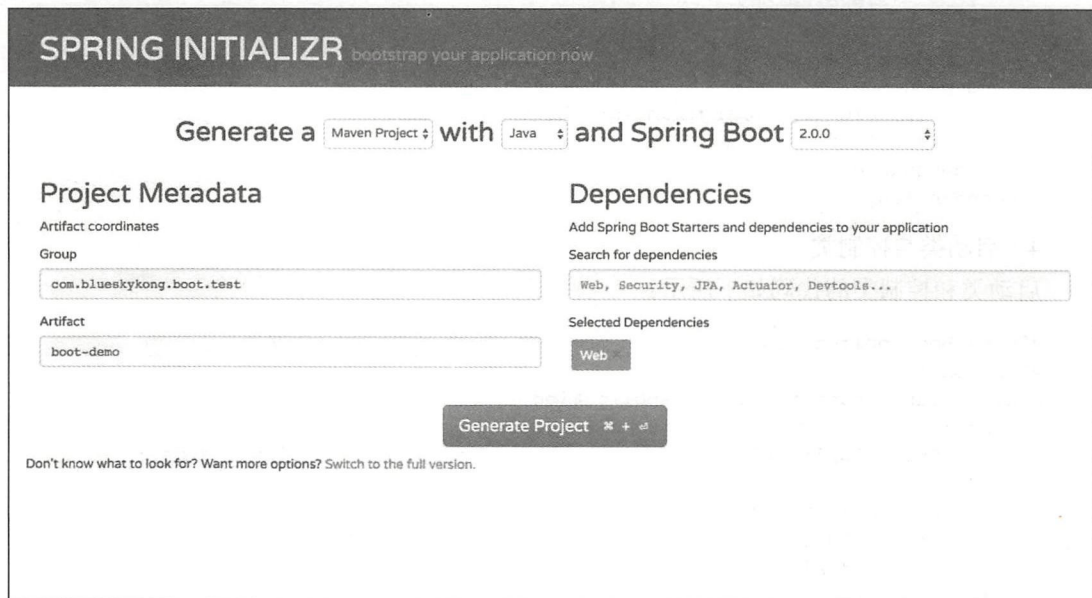 SPRING INITIALIZR bootstrap your application now
Generate a Maven Project with Java and Spring Boot 2.0.0
Project Metadata
Artifact coordinates
Group
com.blueskykong.boot.test
Artifact
boot-demo
Dependencies
Add Spring Boot Starters and dependencies to your application
Search for dependencies
Web, Security, JPA, Actuator, Devtools...
Selected Dependencies
Web ×
Generate Project ⌘ + ⏎
Don't know what to look for? Want more options? Switch to the full version.